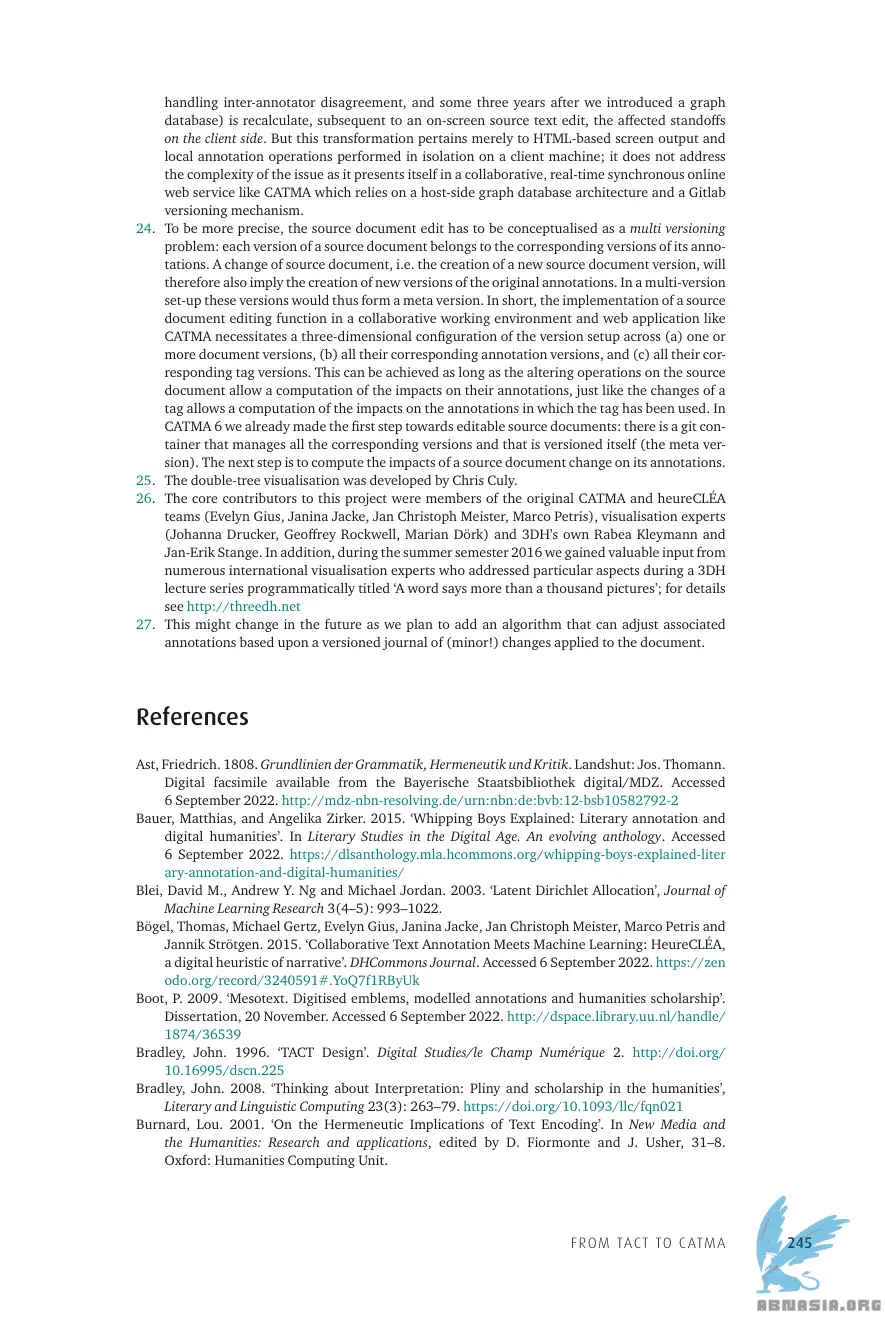 handling inter-annotator disagreement, and some three years after we introduced a graph
database) is recalculate, subsequent to an on-screen source text edit, the affected standoffs
on the client side. But this transformation pertains merely to HTML-based screen output and
local annotation operations performed in isolation on a client machine; it does not address
the complexity of the issue as it presents itself in a collaborative, real-time synchronous online
web service like CATMA which relies on a host-side graph database architecture and a Gitlab
versioning mechanism.
24. To be more precise, the source document edit has to be conceptualised as a multi versioning
problem: each version of a source document belongs to the corresponding versions of its anno-
tations. A change of source document, i.e. the creation of a new source document version, will
therefore also imply the creation of new versions of the original annotations. In a multi-version
set-up these versions would thus form a meta version. In short, the implementation of a source
document editing function in a collaborative working environment and web application like
CATMA necessitates a three-dimensional configuration of the version setup across (a) one or
more document versions, (b) all their corresponding annotation versions, and (c) all their cor-
responding tag versions. This can be achieved as long as the altering operations on the source
document allow a computation of the impacts on their annotations, just like the changes of a
tag allows a computation of the impacts on the annotations in which the tag has been used. In
CATMA 6 we already made the first step towards editable source documents: there is a git con-
tainer that manages all the corresponding versions and that is versioned itself (the meta ver-
sion). The next step is to compute the impacts of a source document change on its annotations.
25. The double-tree visualisation was developed by Chris Culy.
26. The core contributors to this project were members of the original CATMA and heureCLÉA
teams (Evelyn Gius, Janina Jacke, Jan Christoph Meister, Marco Petris), visualisation experts
(Johanna Drucker, Geoffrey Rockwell, Marian Dörk) and 3DH's own Rabea Kleymann and
Jan-Erik Stange. In addition, during the summer semester 2016 we gained valuable input from
numerous international visualisation experts who addressed particular aspects during a 3DH
lecture series programmatically titled ‘A word says more than a thousand pictures’; for details
see http://threedh.net
27. This might change in the future as we plan to add an algorithm that can adjust associated
annotations based upon a versioned journal of (minor!) changes applied to the document.
References
Ast, Friedrich. 1808. Grundlinien der Grammatik, Hermeneutik und Kritik. Landshut: Jos. Thomann.
Digital facsimile available from the Bayerische Staatsbibliothek digital/MDZ. Accessed
6 September 2022. http://mdz-nbn-resolving.de/urn:nbn:de:bvb:12-bsb10582792-2
Bauer, Matthias, and Angelika Zirker. 2015. ‘Whipping Boys Explained: Literary annotation and
digital humanities’. In Literary Studies in the Digital Age. An evolving anthology. Accessed
6 September 2022. https://dlsanthology.mla.hcommons.org/whipping-boys-explained-liter
ary-annotation-and-digital-humanities/
Blei, David M., Andrew Y. Ng and Michael Jordan. 2003. ‘Latent Dirichlet Allocation’, Journal of
Machine Learning Research 3(4–5): 993–1022.
Bögel, Thomas, Michael Gertz, Evelyn Gius, Janina Jacke, Jan Christoph Meister, Marco Petris and
Jannik Strötgen. 2015. ‘Collaborative Text Annotation Meets Machine Learning: HeureCLÉA,
a digital heuristic of narrative’. DHCommons Journal. Accessed 6 September 2022. https://zen
odo.org/record/3240591#.YoQ7f1RByUk
Boot, P. 2009. ‘Mesotext. Digitised emblems, modelled annotations and humanities scholarship’.
Dissertation, 20 November. Accessed 6 September 2022. http://dspace.library.uu.nl/handle/
1874/36539
Bradley, John. 1996. ‘TACT Design’. Digital Studies/le Champ Numérique 2. http://doi.org/
10.16995/dscn.225
Bradley, John. 2008. ‘Thinking about Interpretation: Pliny and scholarship in the humanities’,
Literary and Linguistic Computing 23(3): 263–79. https://doi.org/10.1093/llc/fqn021
Burnard, Lou. 2001. ‘On the Hermeneutic Implications of Text Encoding’. In New Media and
the Humanities: Research and applications, edited by D. Fiormonte and J. Usher, 31–8.
Oxford: Humanities Computing Unit.
FROM TACT TO CATMA 245
ABNASIA.ORG